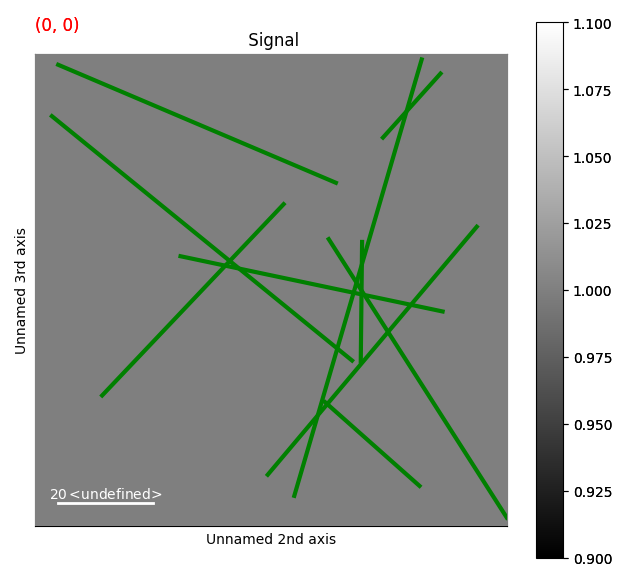 (0, 0)
Signal
1.100
1.075
1.050
1.025
1.000
0.975
0.950
0.925
0.900
Unnamed 3rd axis
20 <undefined>
Unnamed 2nd axis